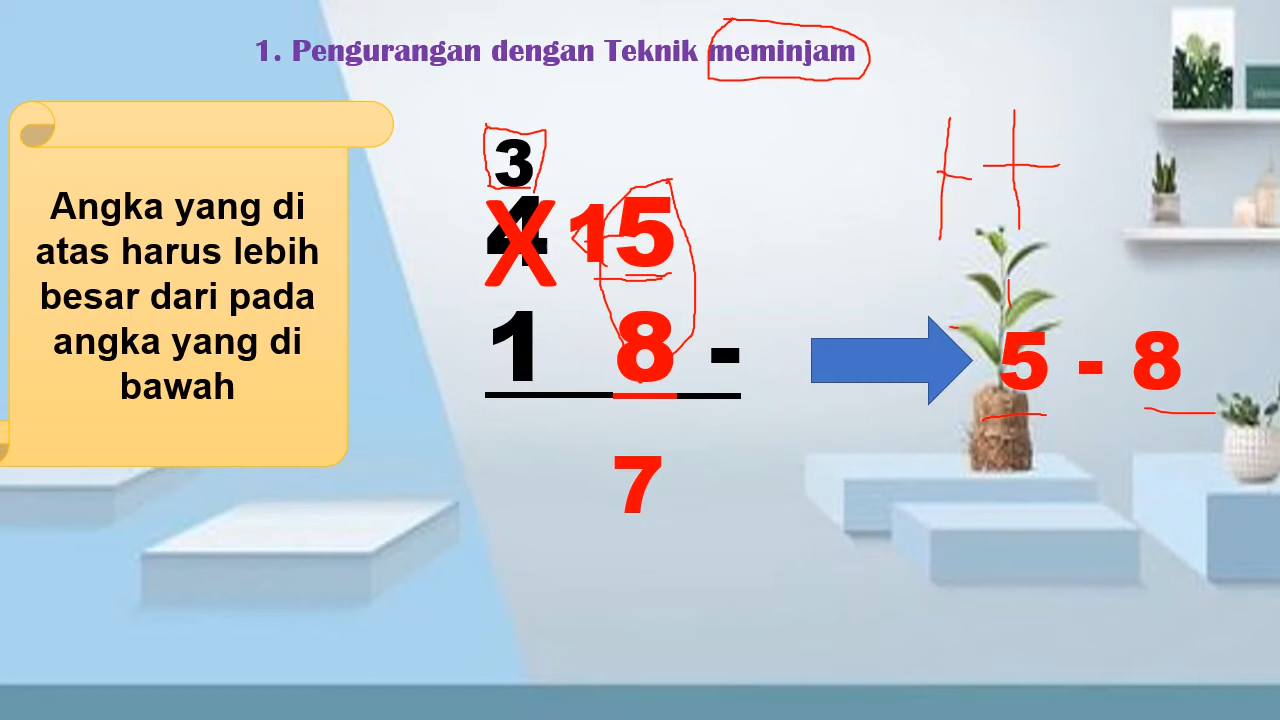 1. Pengurangan dengan Teknik meminjam
Angka yang di
atas harus lebih
besar dari pada
angka yang di
bawah
3
4 15
1 8 -
7
5 - 8